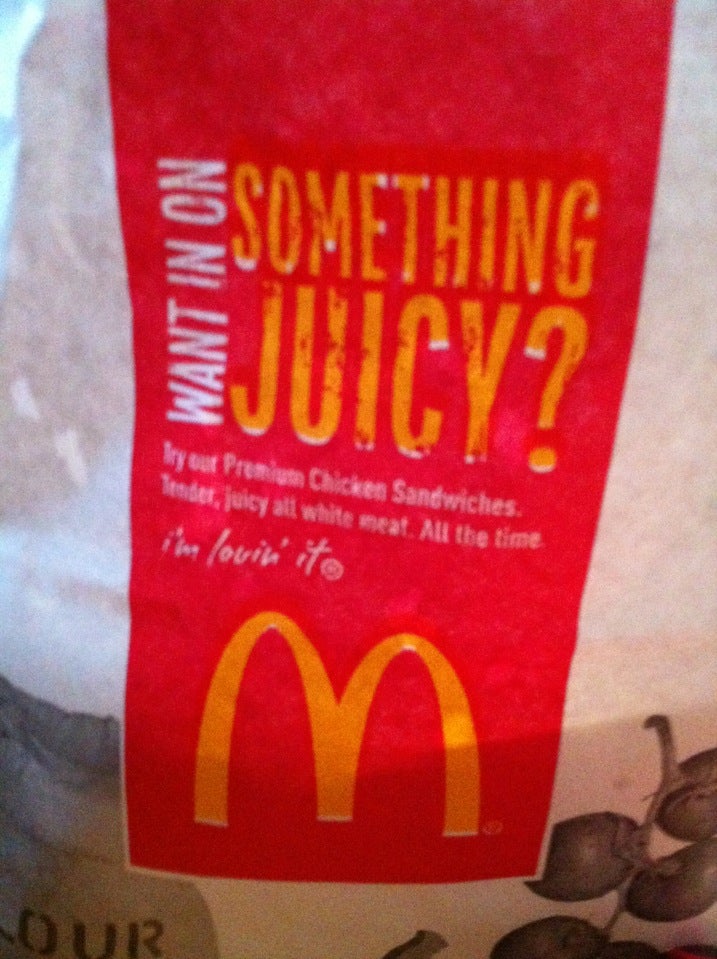 WANT IN ON
SOMETHING
JUICY?
Try our Premium Chicken Sandwiches.
Tender, juicy all white meat. All the time.
i'm lovin' it®
M®
OUR